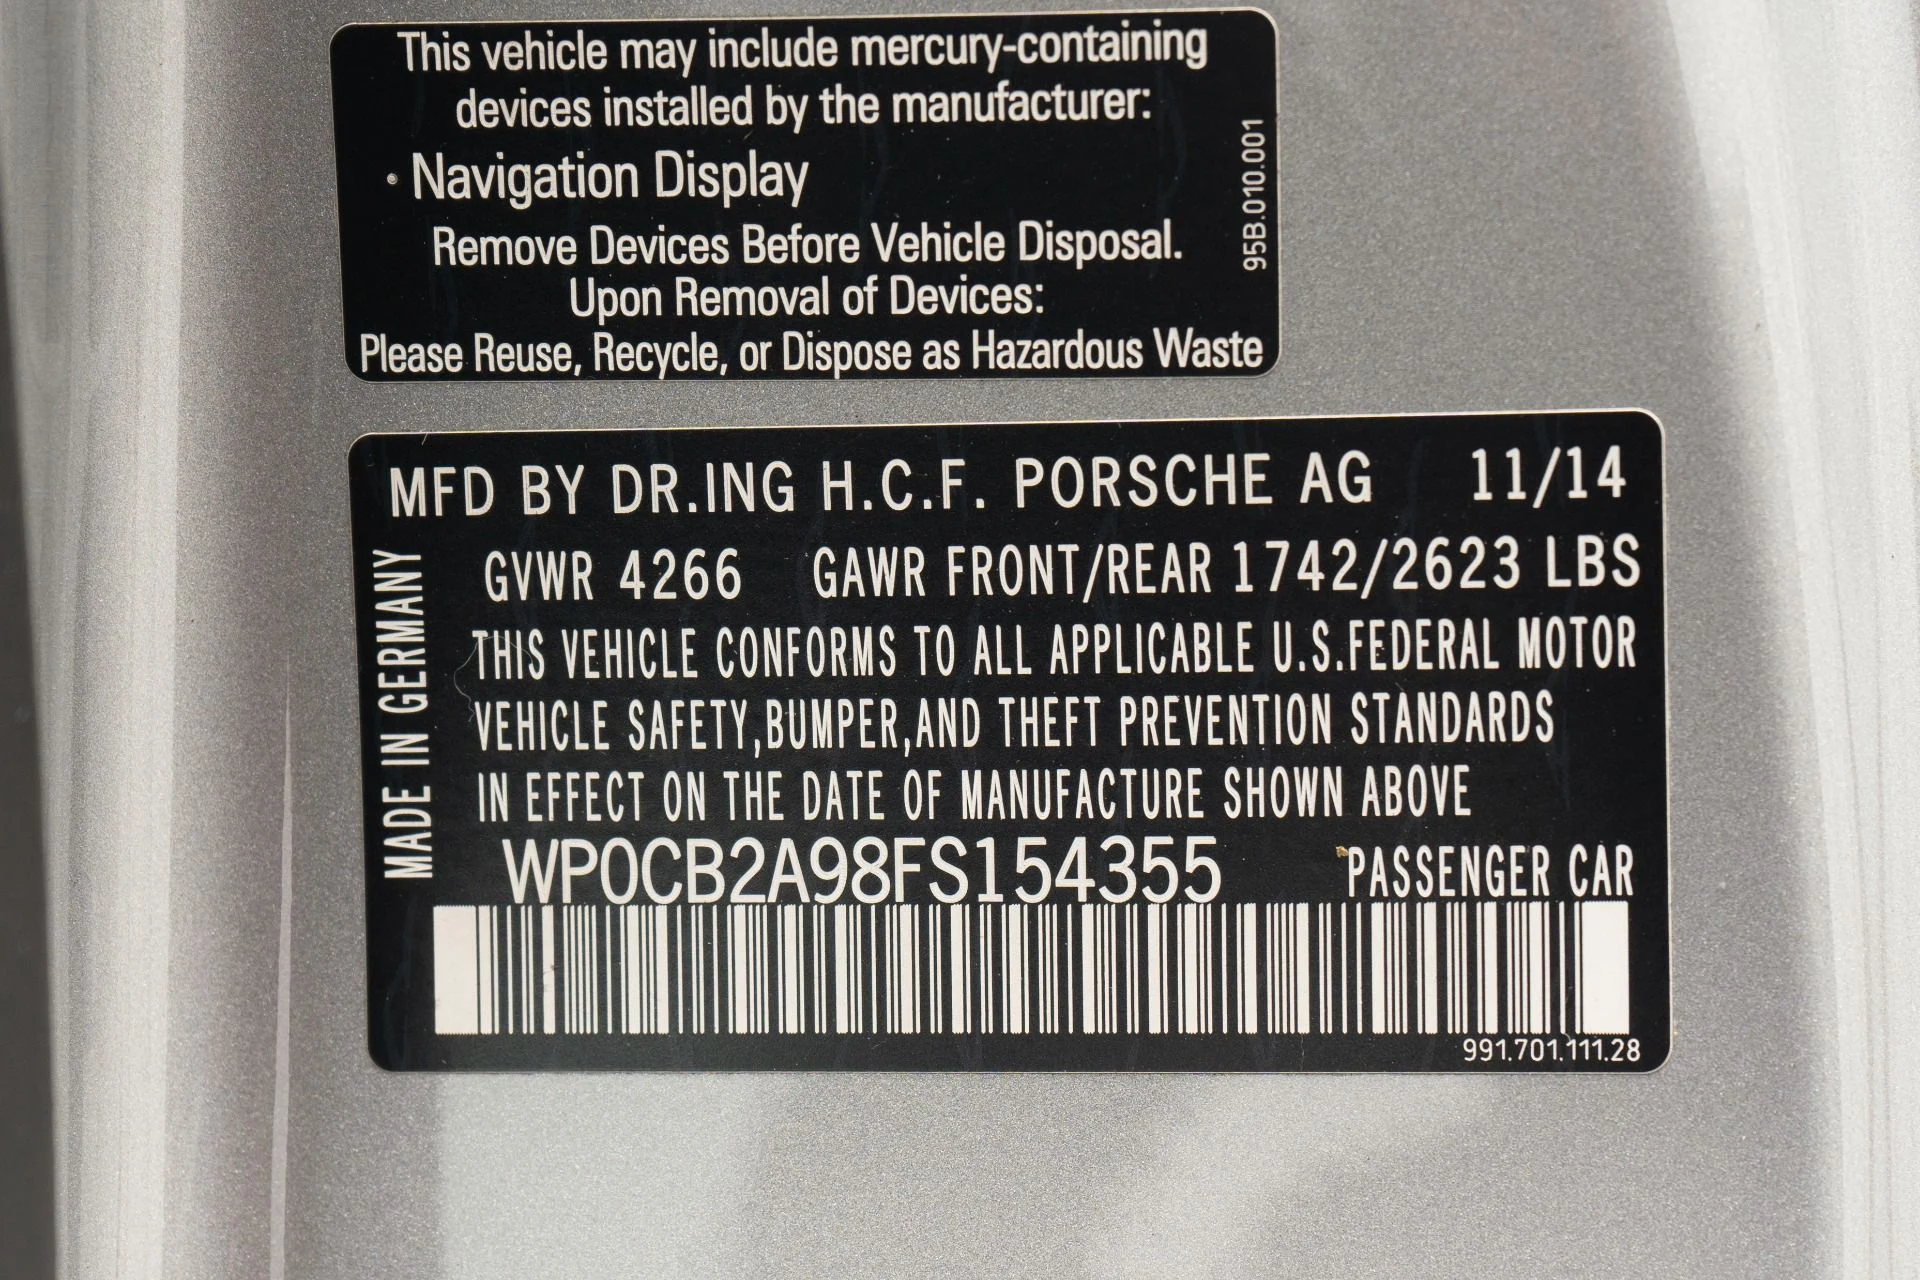 This vehicle may include mercury-containing
devices installed by the manufacturer:
· Navigation Display
Remove Devices Before Vehicle Disposal.
Upon Removal of Devices:
Please Reuse, Recycle, or Dispose as Hazardous Waste
95B.010.001
MFD BY DR.ING H.C.F. PORSCHE AG 11/14
GVWR 4266 GAWR FRONT/REAR 1742/2623 LBS
THIS VEHICLE CONFORMS TO ALL APPLICABLE U.S.FEDERAL MOTOR
VEHICLE SAFETY,BUMPER,AND THEFT PREVENTION STANDARDS
IN EFFECT ON THE DATE OF MANUFACTURE SHOWN ABOVE
WP0CB2A98FS154355 PASSENGER CAR
MADE IN GERMANY
991.701.111.28